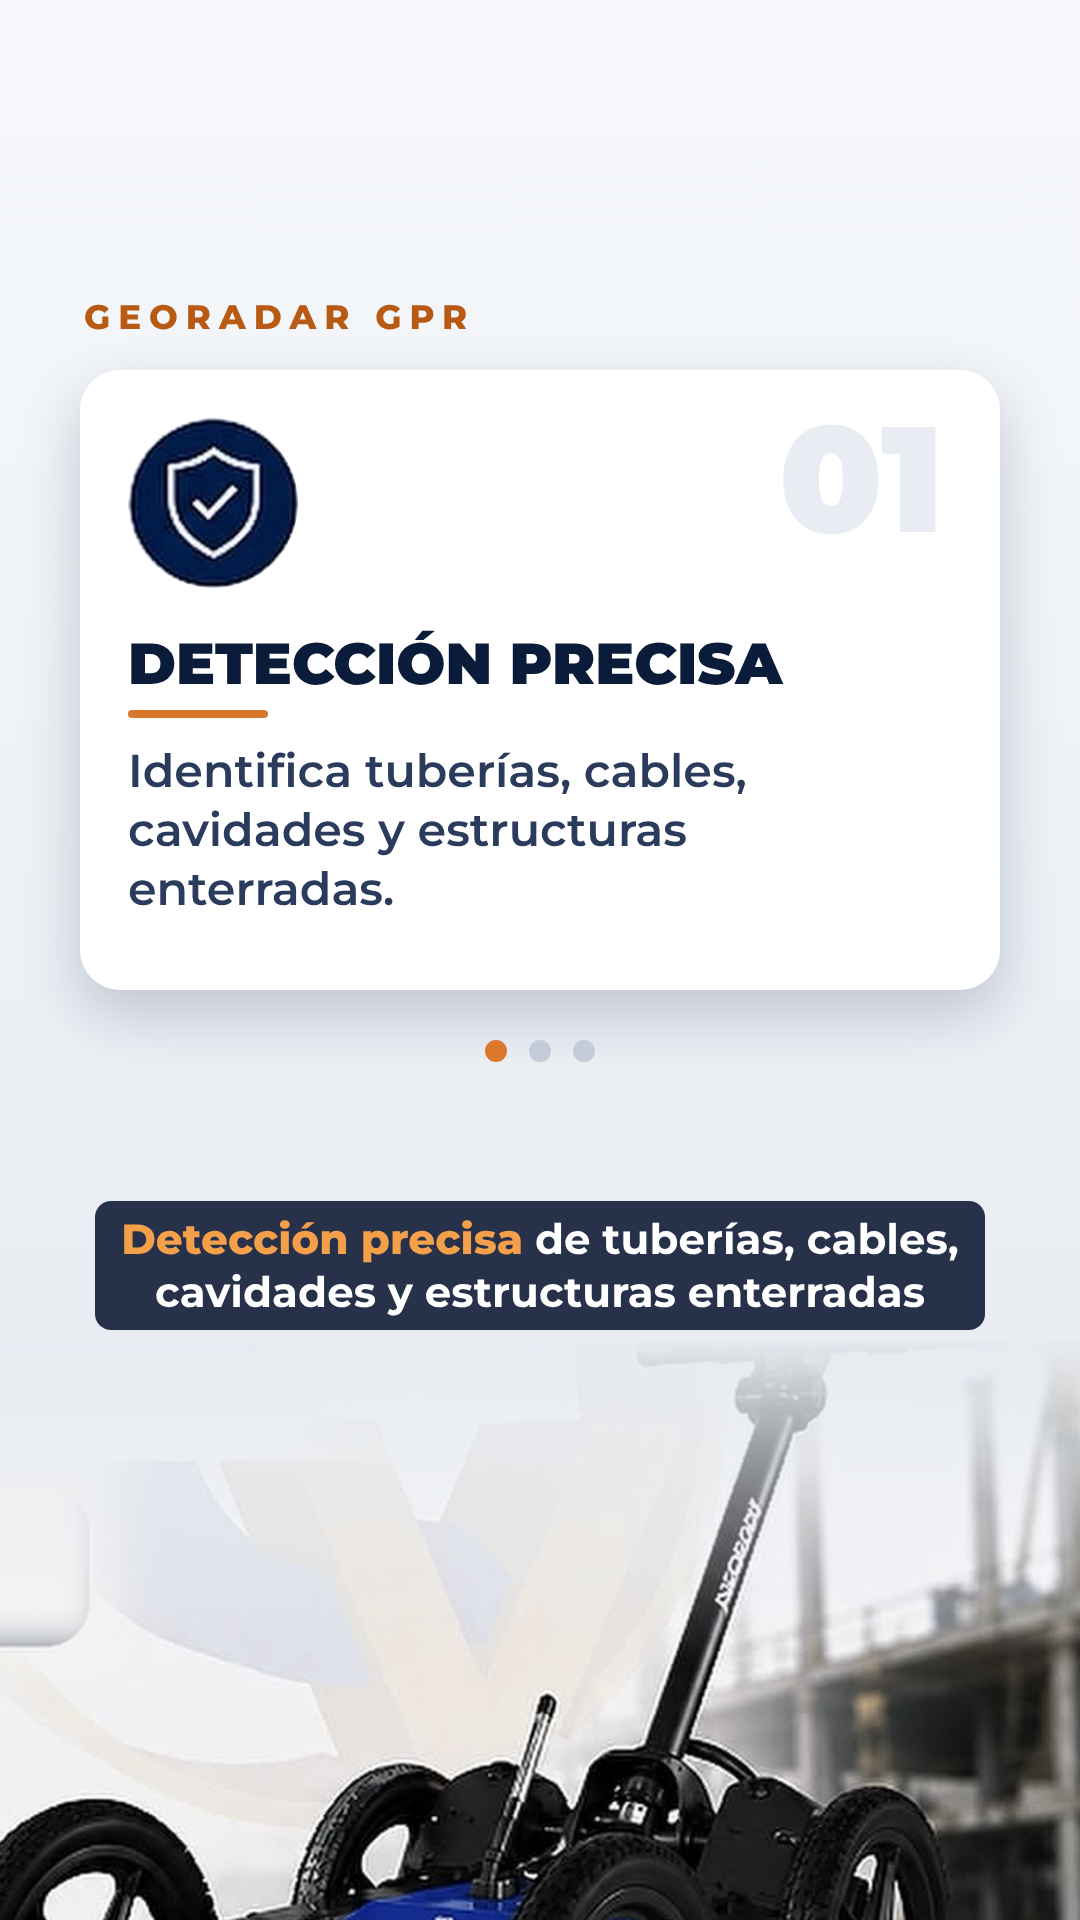 GEORADAR GPR
01
DETECCIÓN PRECISA
Identifica tuberías, cables,
cavidades y estructuras
enterradas.
Detección precisa de tuberías, cables,
cavidades y estructuras enterradas